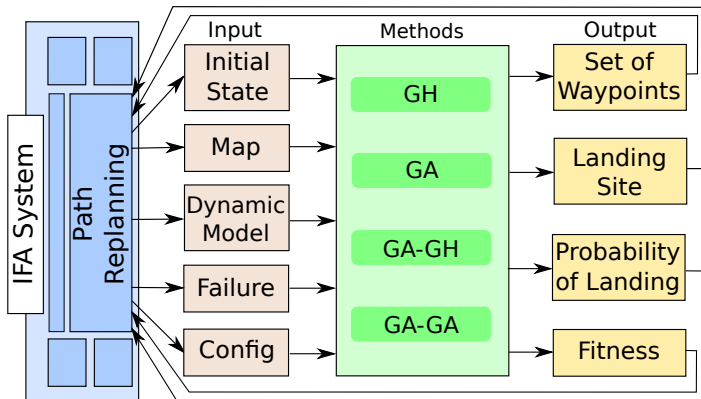 Input
Methods
Output
IFA System
Path
Replanning
Initial
State
Map
Dynamic
Model
Failure
Config
GH
GA
GA-GH
GA-GA
Set of
Waypoints
Landing
Site
Probability
of Landing
Fitness